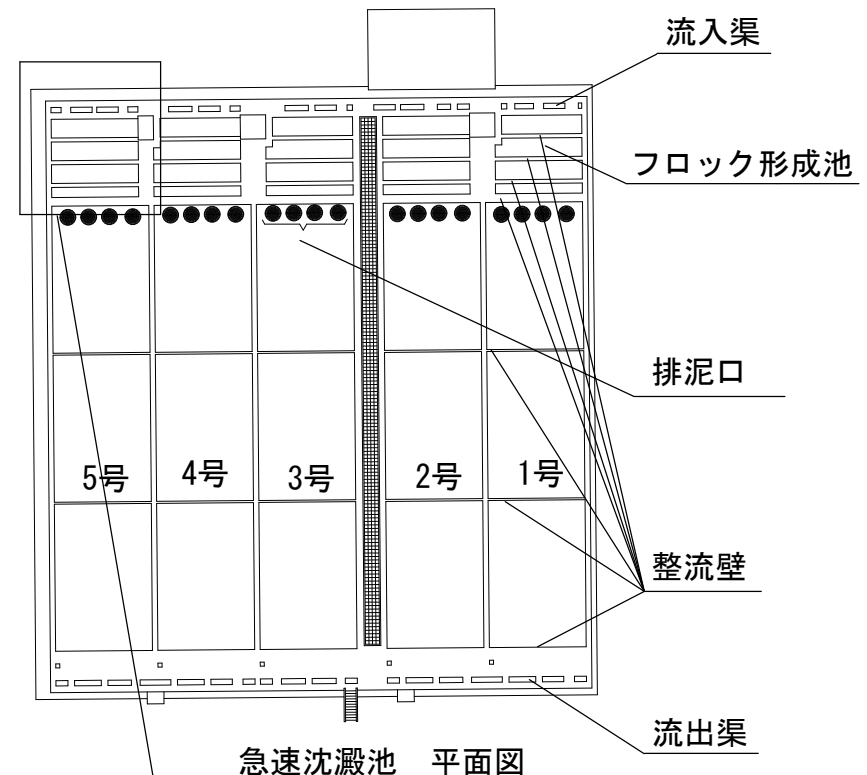 流入渠
フロック形成池
排泥口
5号
4号
3号
2号
1号
整流壁
流出渠
急速沈澱池 平面図